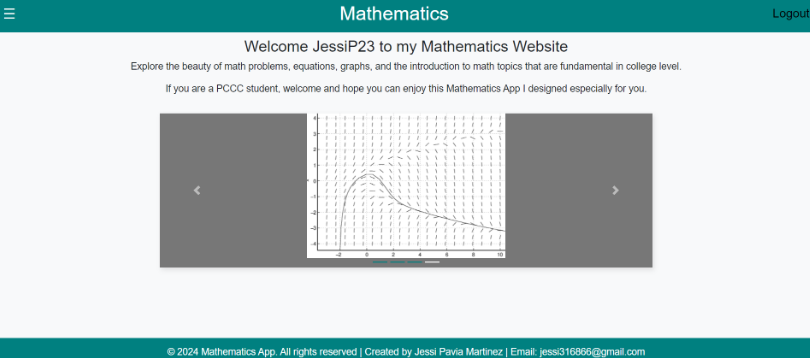 ☰ Mathematics Logout
Welcome JessiP23 to my Mathematics Website
Explore the beauty of math problems, equations, graphs, and the introduction to math topics that are fundamental in college level.
If you are a PCCC student, welcome and hope you can enjoy this Mathematics App I designed especially for you.
4
3
2
1
0
-1
-2
-3
-4
-2 0 2 4 6 8 10
© 2024 Mathematics App. All rights reserved | Created by Jessi Pavia Martinez | Email: jessi316866@gmail.com